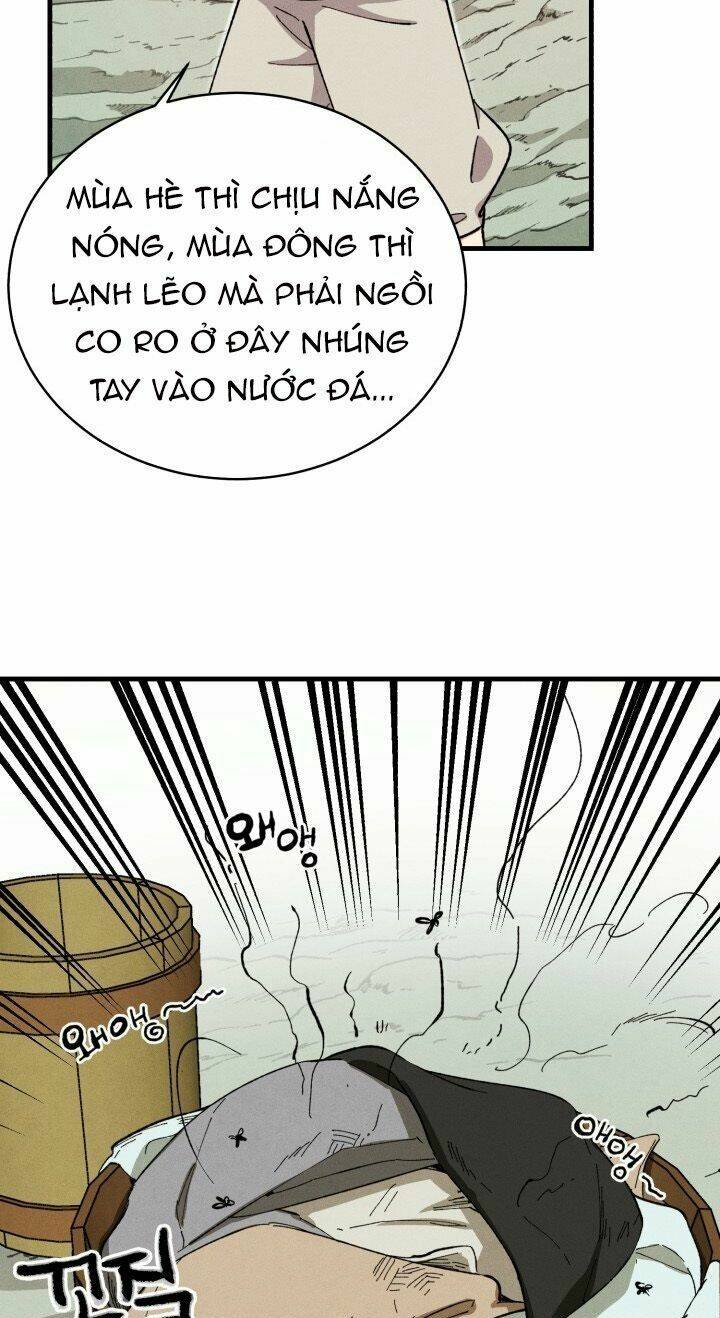 MÙA HÈ THÌ CHỊU NẮNG
NÓNG, MÙA ĐÔNG THÌ
LẠNH LẼO MÀ PHẢI NGỒI
CO RO Ở ĐÂY NHÚNG
TAY VÀO NƯỚC ĐÁ...
왜앵
왜애앵
애앵